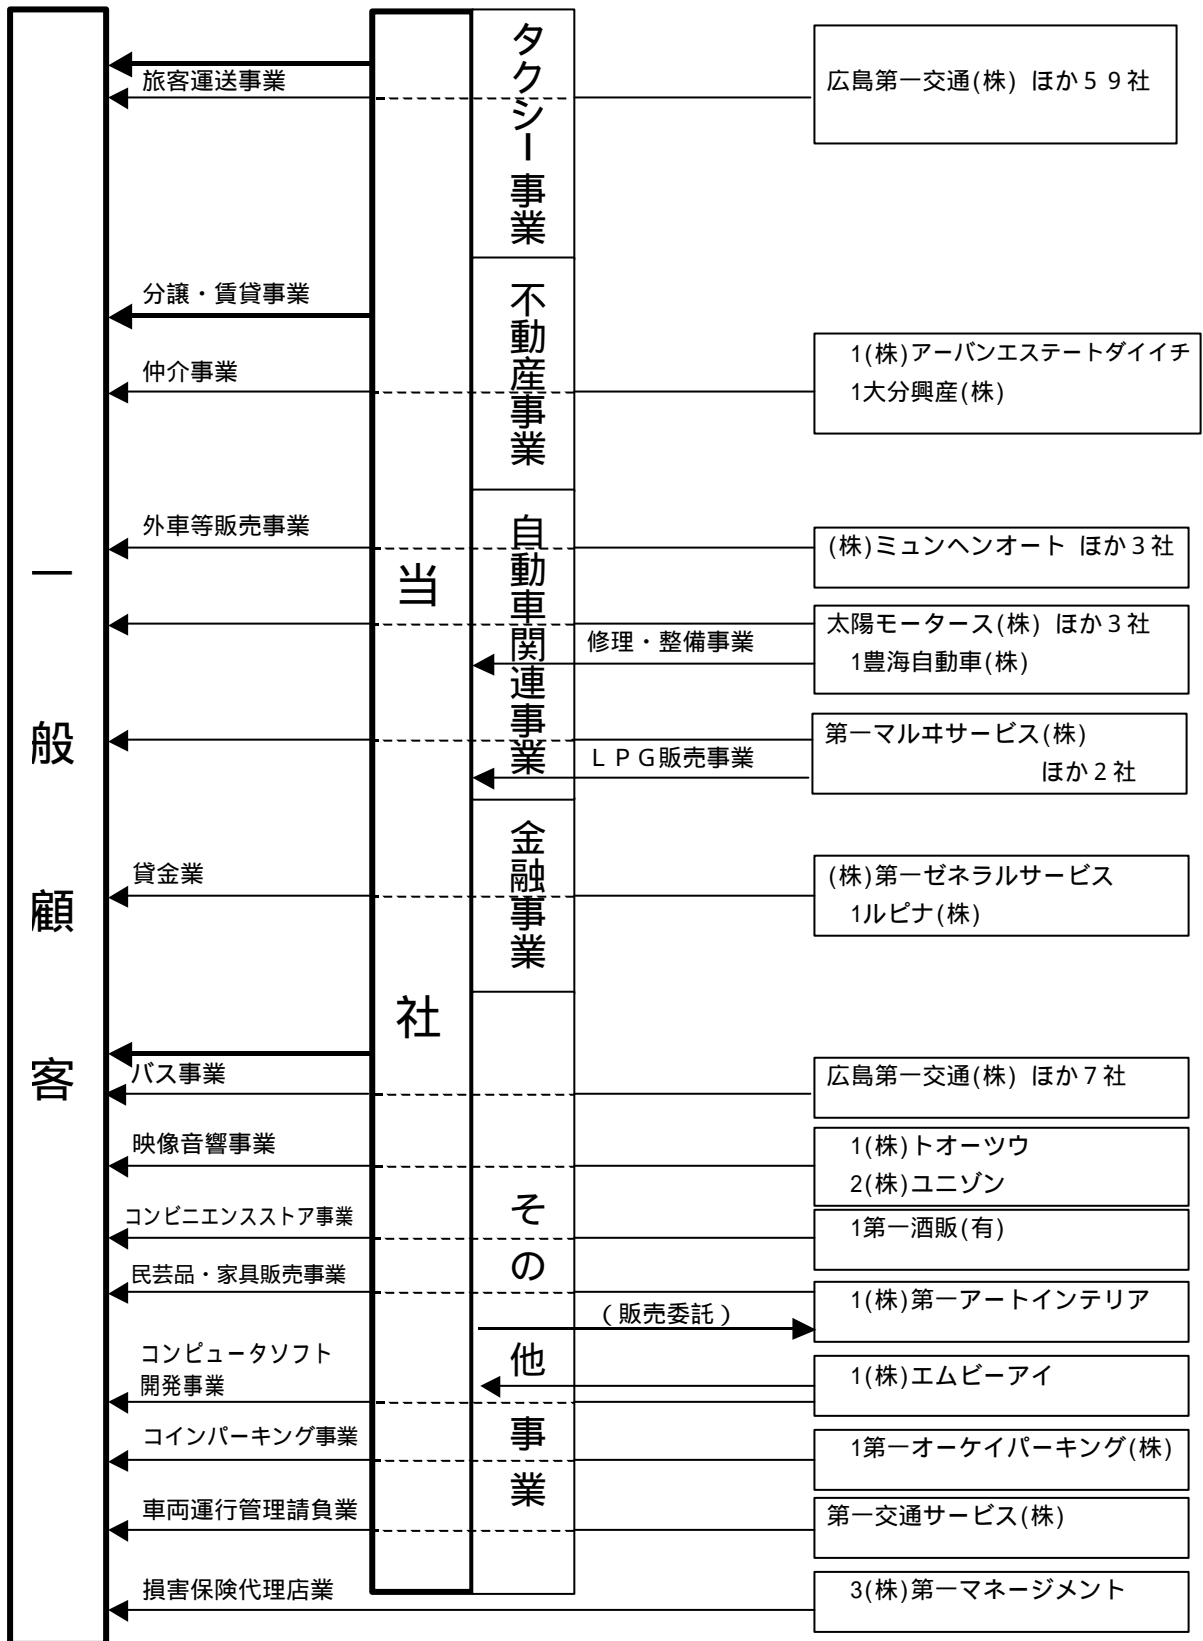 一般顧客
当社
タクシー事業
旅客運送事業
広島第一交通(株) ほか59社
不動産事業
分譲・賃貸事業
仲介事業
1(株)アーバンエステートダイイチ
1大分興産(株)
自動車関連事業
外車等販売事業
(株)ミュンヘンオート ほか3社
修理・整備事業
太陽モータース(株) ほか3社
1豊海自動車(株)
LPG販売事業
第一マルヰサービス(株)
ほか2社
金融事業
貸金業
(株)第一ゼネラルサービス
1ルピナ(株)
その他事業
バス事業
広島第一交通(株) ほか7社
映像音響事業
1(株)トオーツウ
2(株)ユニゾン
コンビニエンスストア事業
1第一酒販(有)
民芸品・家具販売事業
(販売委託)
1(株)第一アートインテリア
コンピュータソフト
開発事業
1(株)エムビーアイ
コインパーキング事業
1第一オーケイパーキング(株)
車両運行管理請負業
第一交通サービス(株)
損害保険代理店業
3(株)第一マネージメント